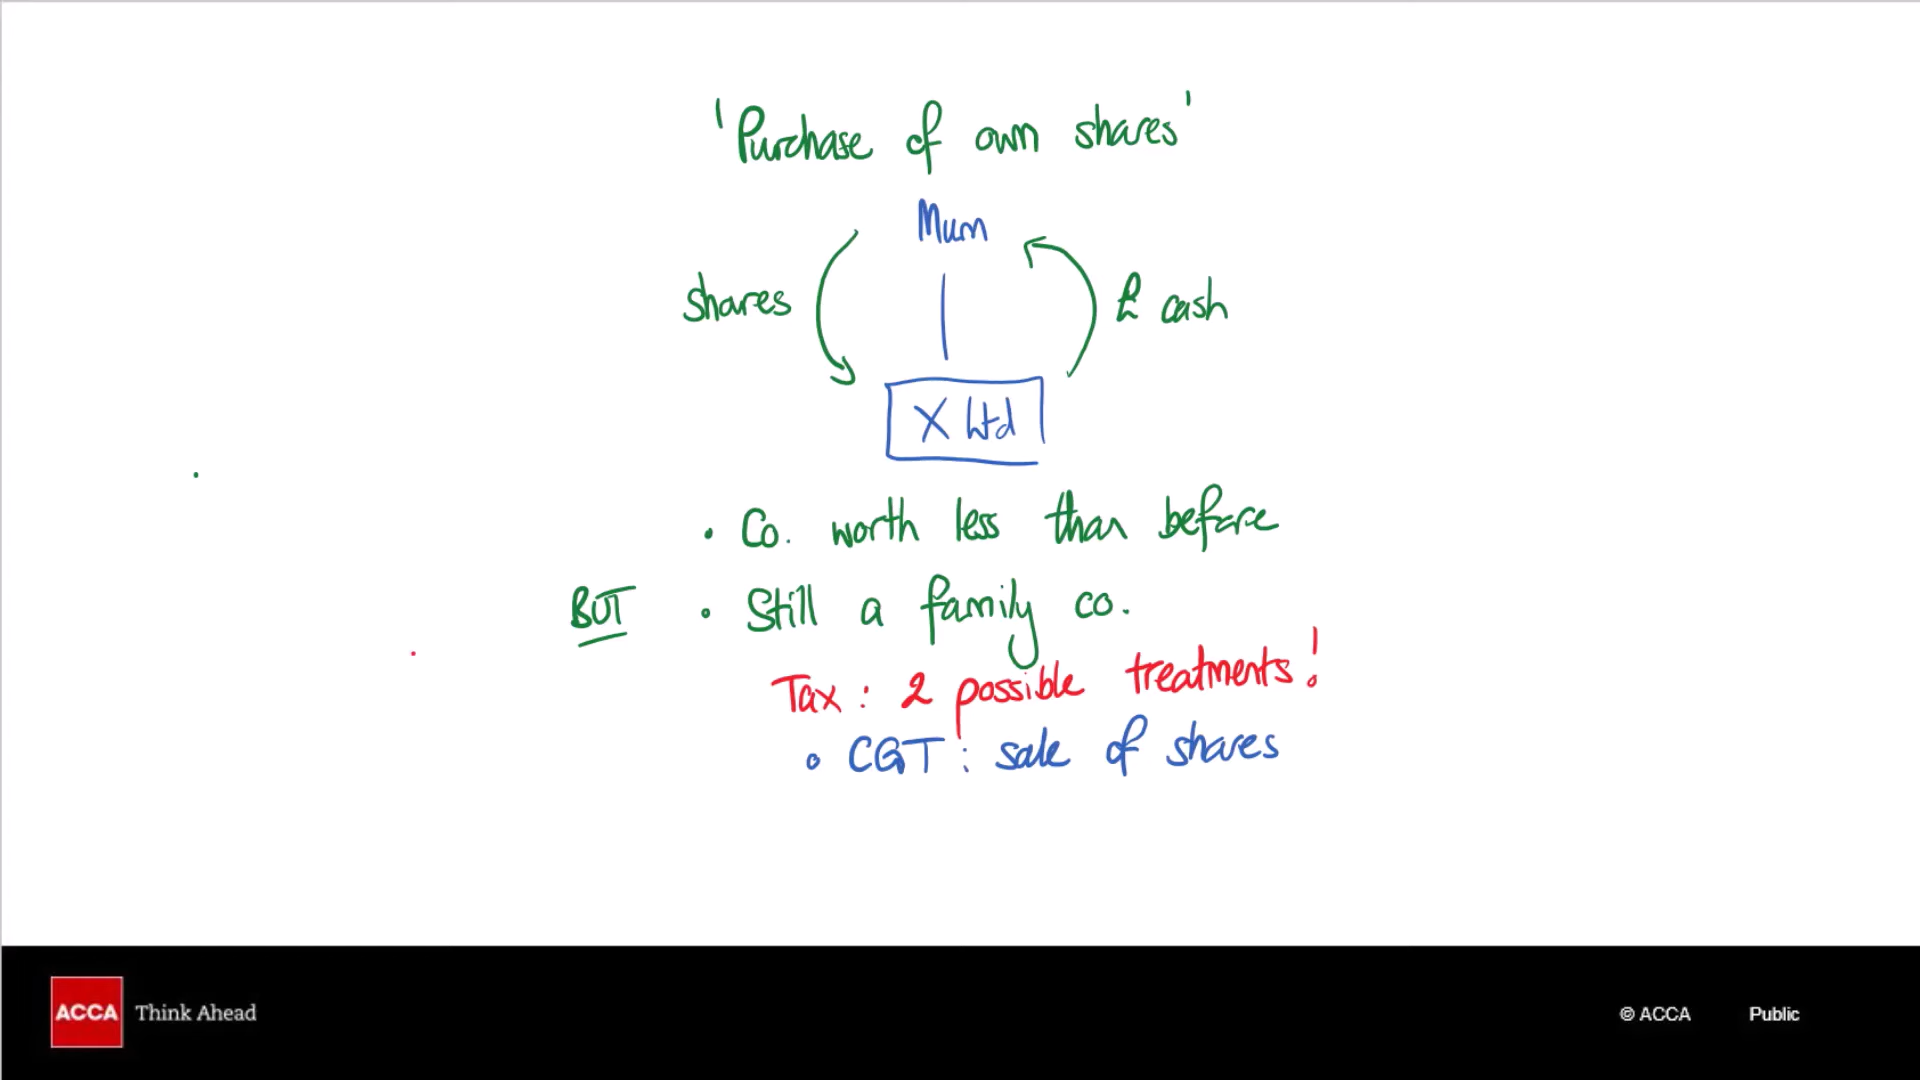 'Purchase of own shares'
Mum
shares
£ cash
X Ltd
• Co. worth less than before
BUT • Still a family co.
Tax : 2 possible treatments!
• CGT : sale of shares
ACCA Think Ahead
© ACCA Public